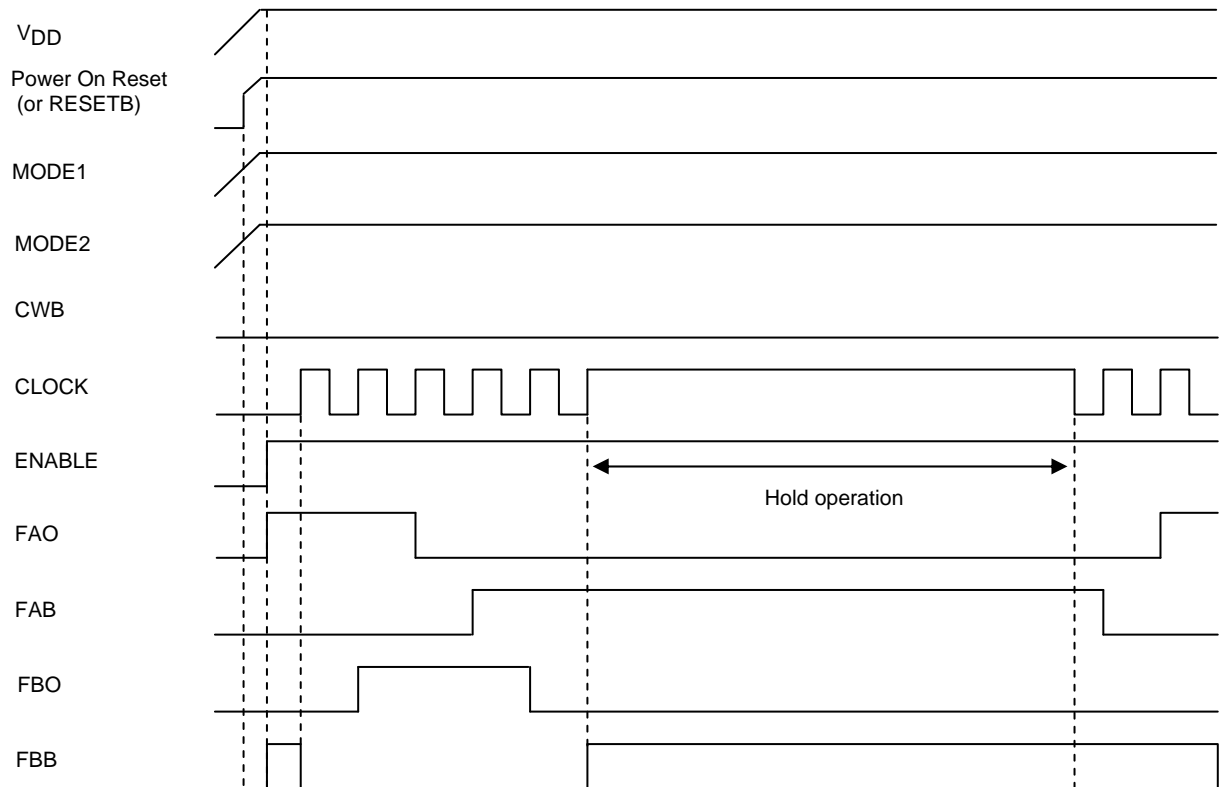 VDD
Power On Reset
(or RESETB)
MODE1
MODE2
CWB
CLOCK
ENABLE
Hold operation
FAO
FAB
FBO
FBB